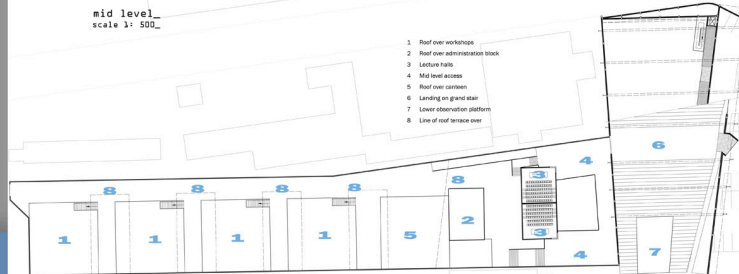 mid level_
scale 1: 500_
1 Roof over workshops
2 Roof over administration block
3 Lecture halls
4 Mid level access
5 Roof over canteen
6 Landing on grand stair
7 Lower observation platform
8 Line of roof terrace over
6
4
3
8
8
8
8
8
2
1
1
1
1
5
3
4
7